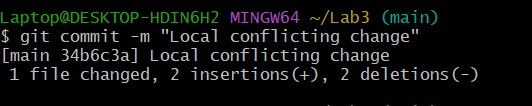 Laptop@DESKTOP-HDIN6H2 MINGW64 ~/Lab3 (main)
$ git commit -m "Local conflicting change"
[main 34b6c3a] Local conflicting change
 1 file changed, 2 insertions(+), 2 deletions(-)